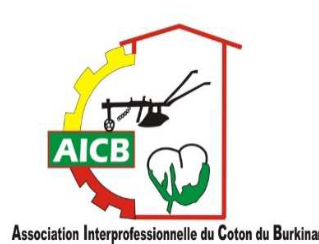 AICB
Association Interprofessionnelle du Coton du Burkina